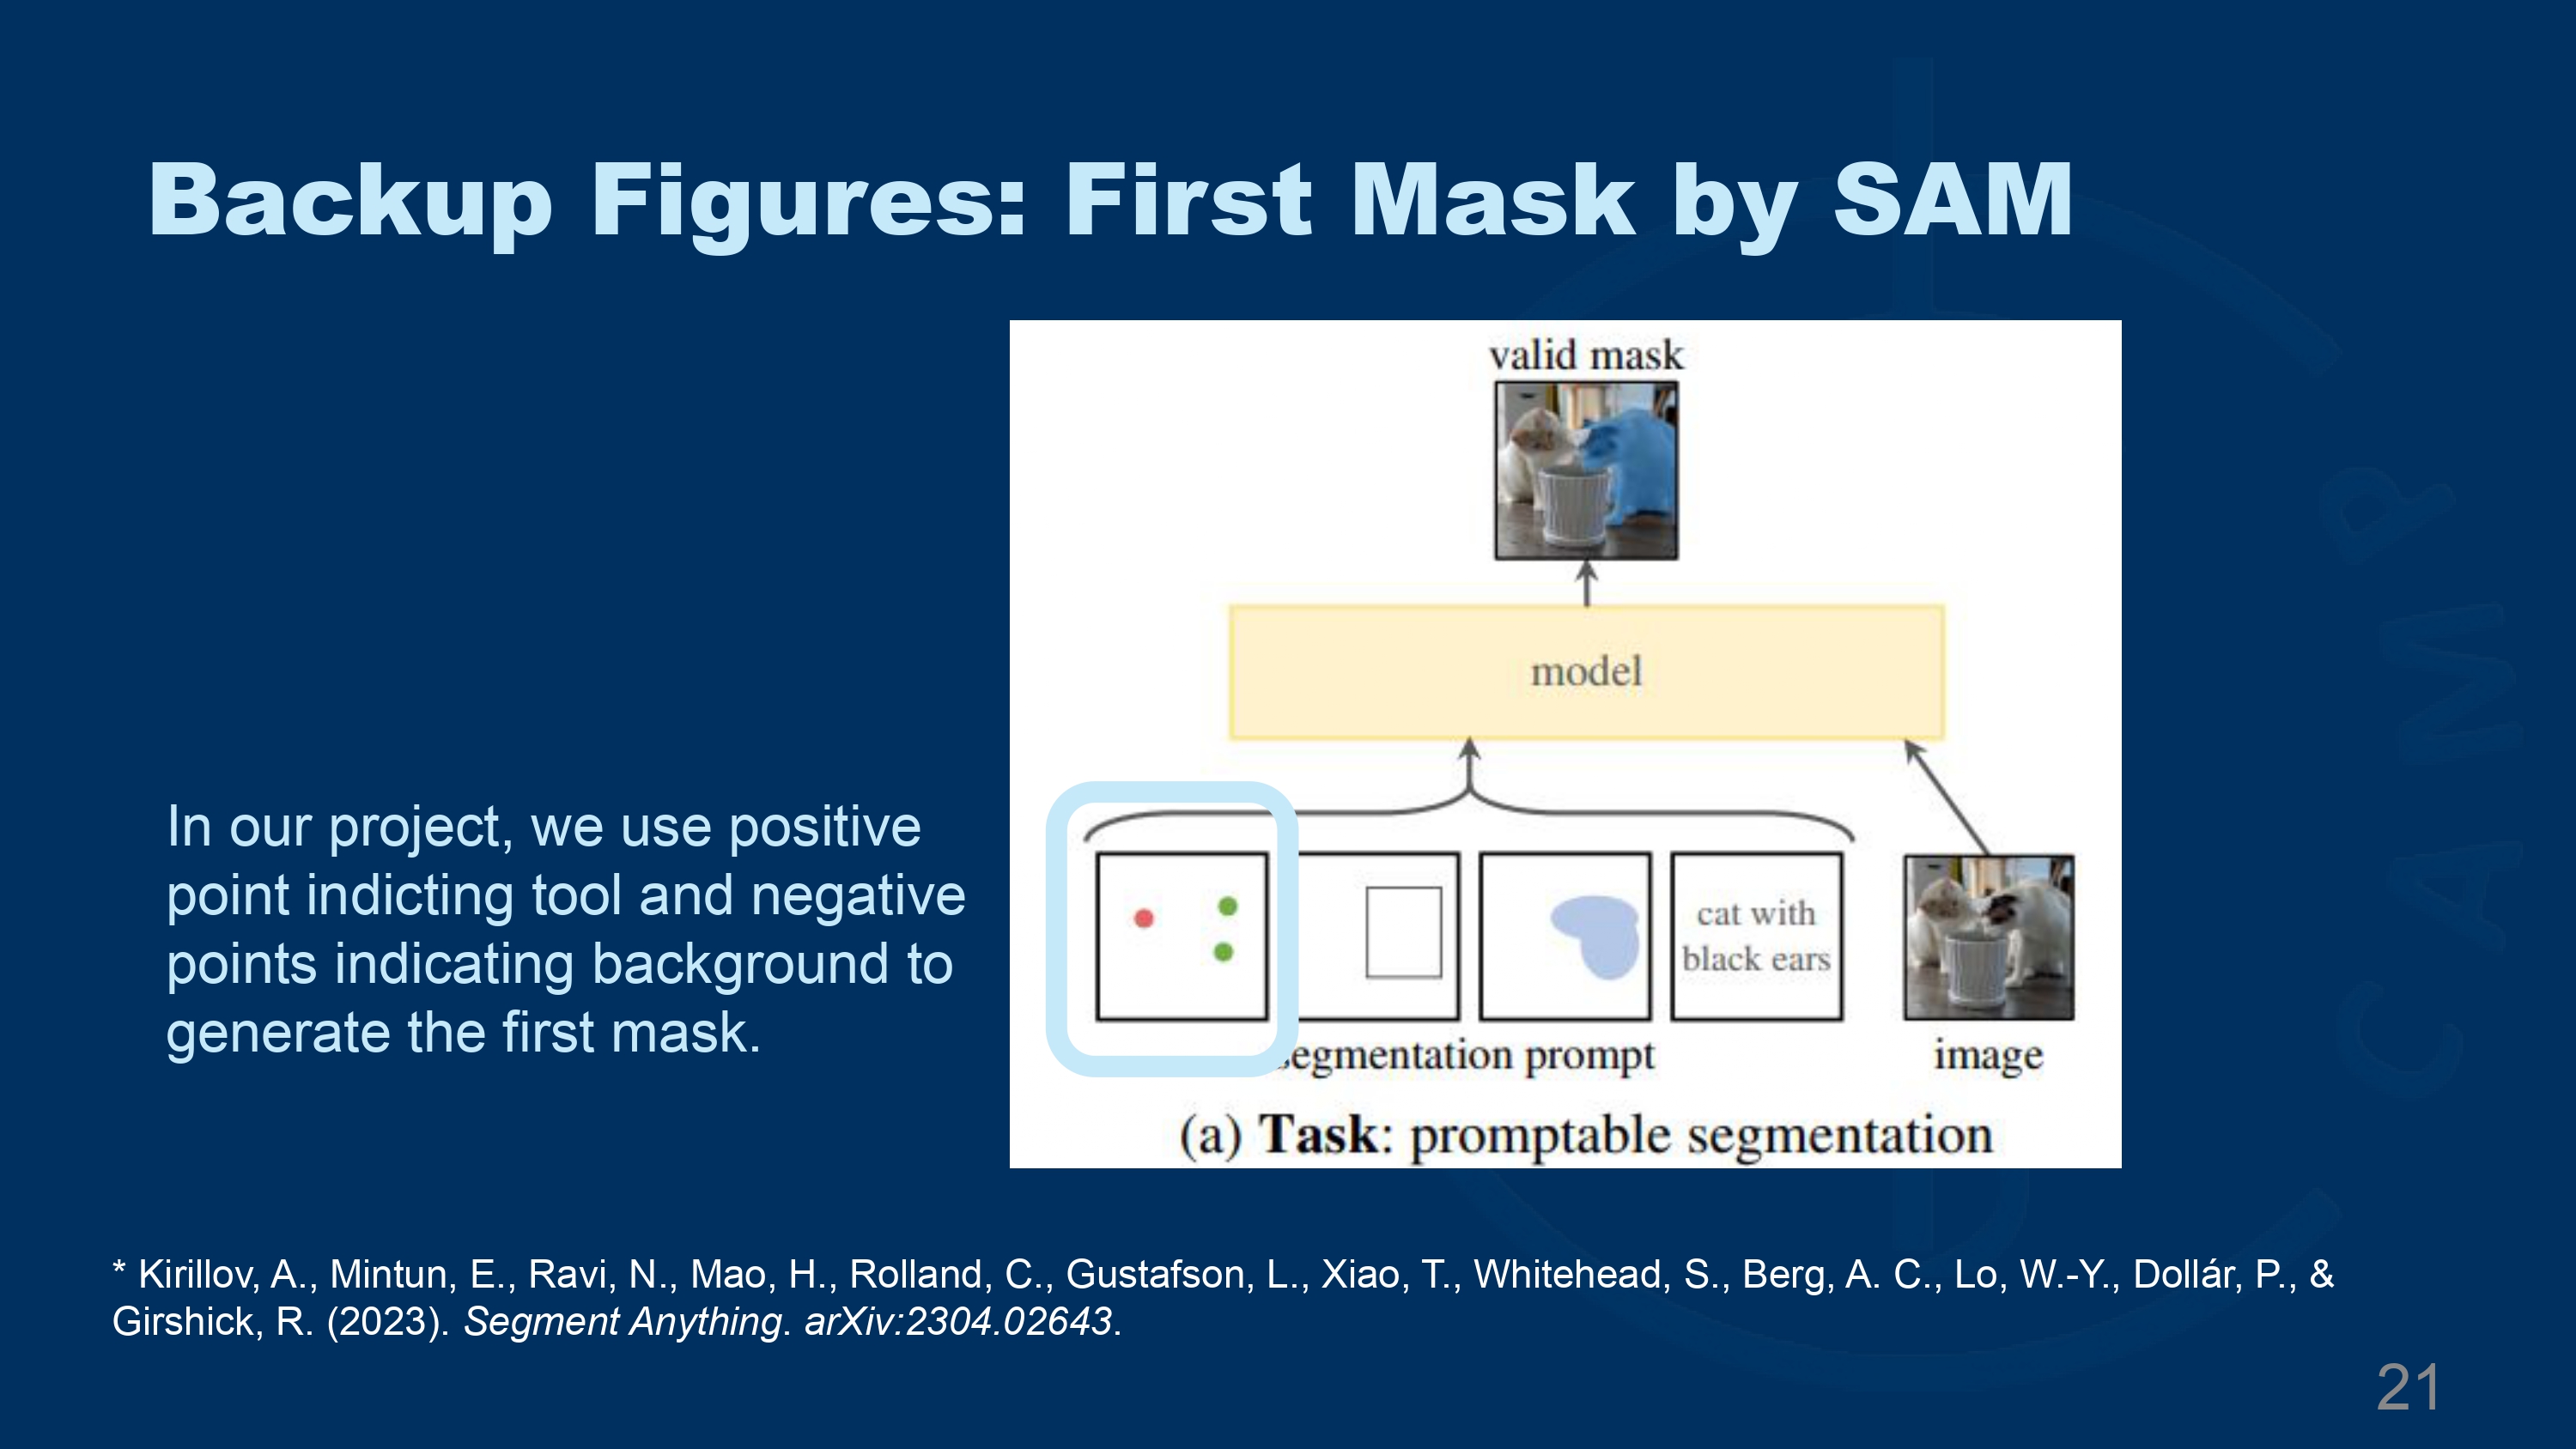 Backup Figures: First Mask by SAM
In our project, we use positive
point indicting tool and negative
points indicating background to
generate the first mask.
valid mask
model
cat with
black ears
segmentation prompt
image
(a) Task: promptable segmentation
* Kirillov, A., Mintun, E., Ravi, N., Mao, H., Rolland, C., Gustafson, L., Xiao, T., Whitehead, S., Berg, A. C., Lo, W.-Y., Dollár, P., &
Girshick, R. (2023). Segment Anything. arXiv:2304.02643.
21
CAMP